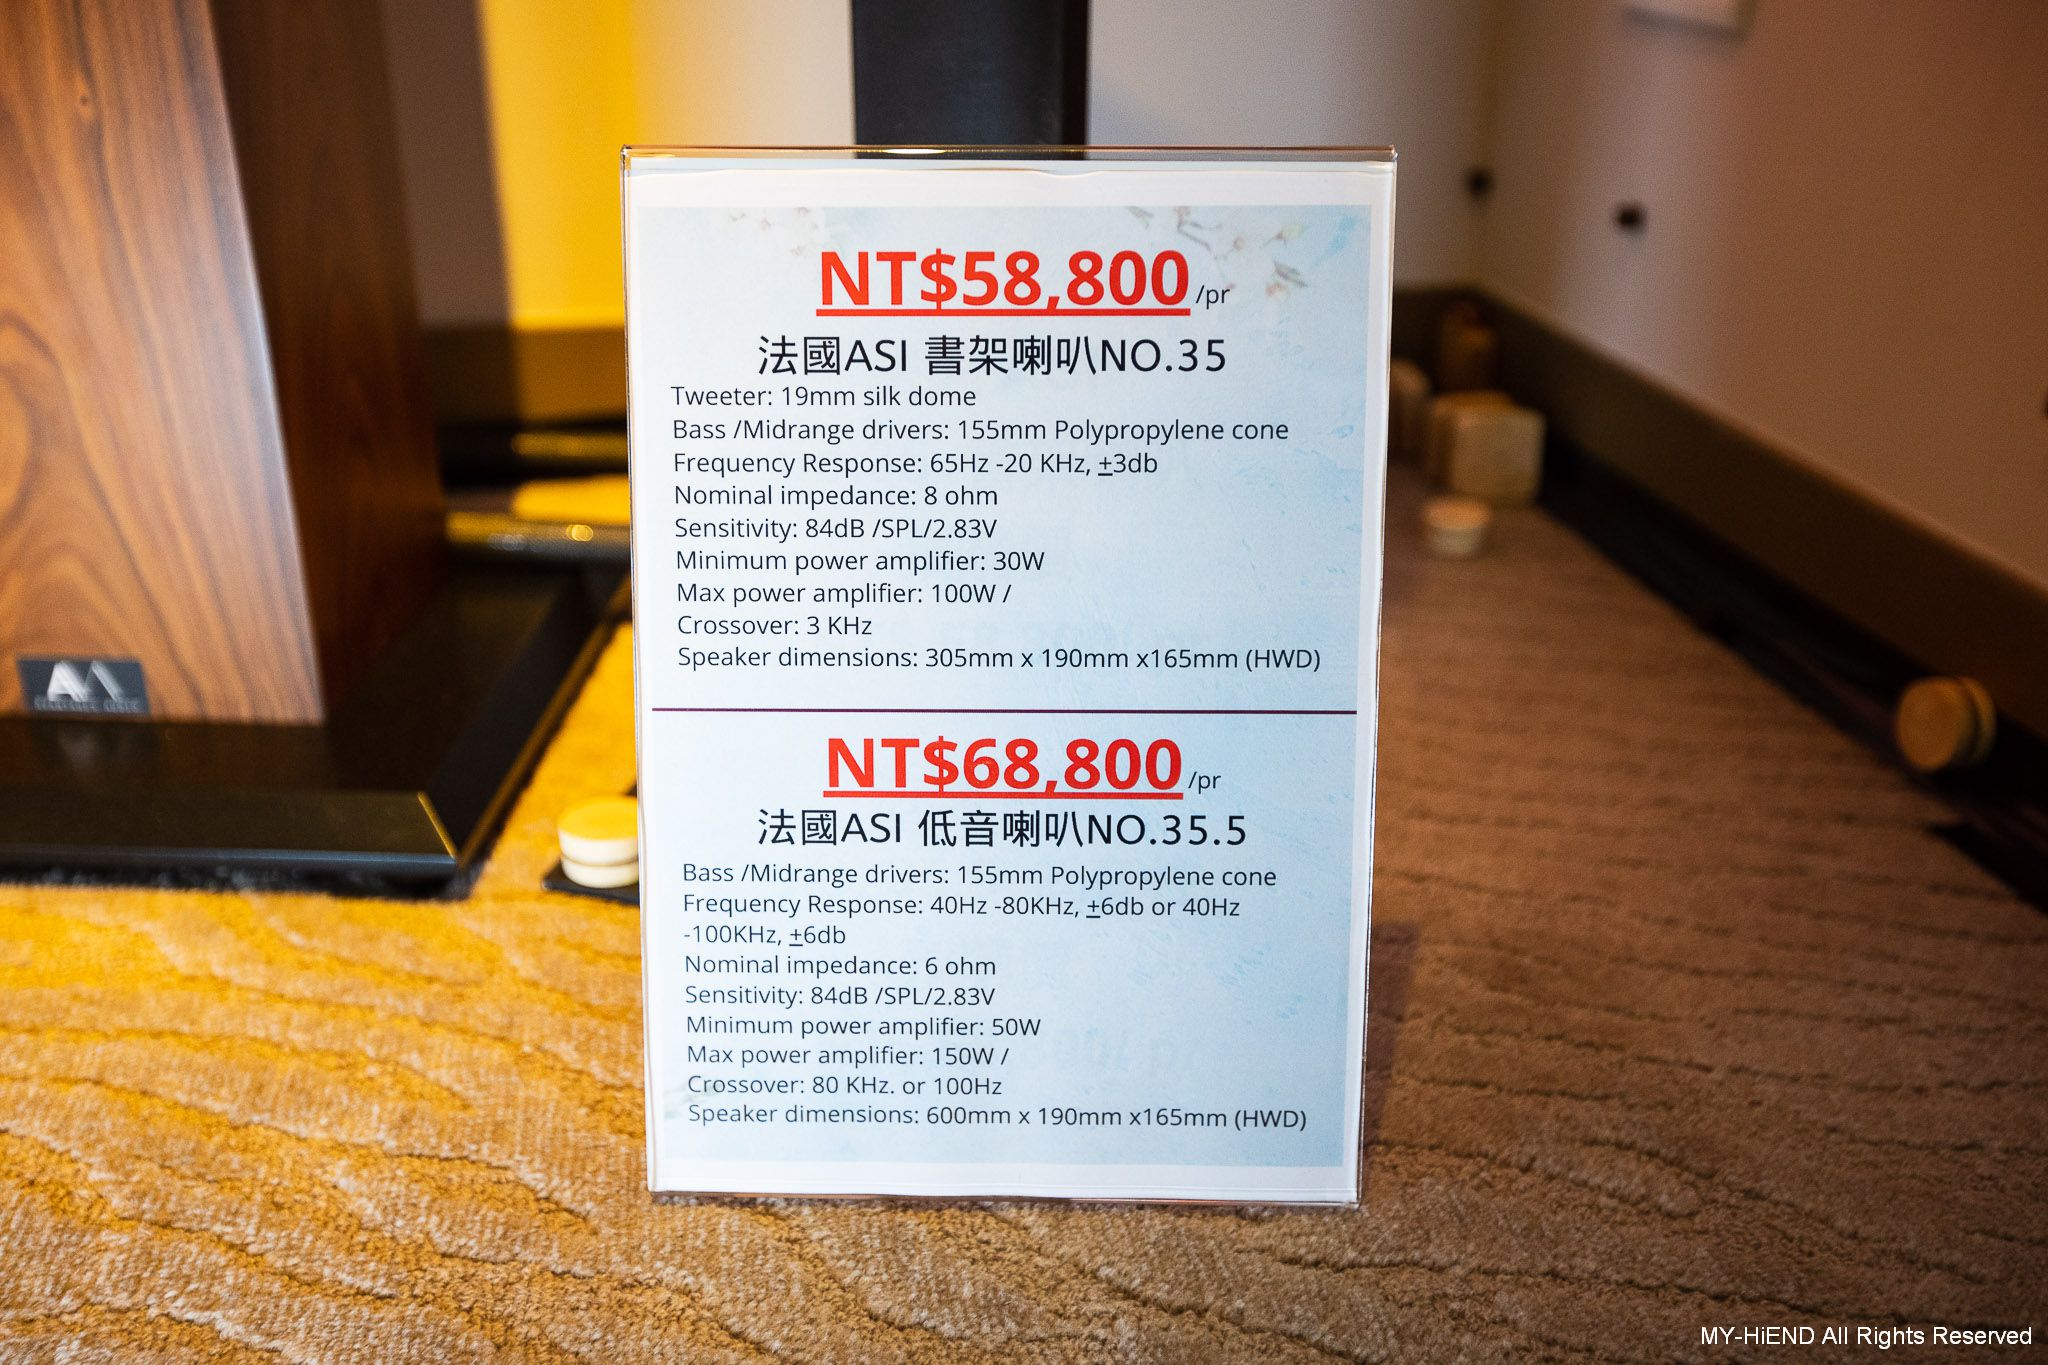 NT$58,800/pr
法國ASI 書架喇叭NO.35
Tweeter: 19mm silk dome
Bass /Midrange drivers: 155mm Polypropylene cone
Frequency Response: 65Hz -20 KHz, ±3db
Nominal impedance: 8 ohm
Sensitivity: 84dB /SPL/2.83V
Minimum power amplifier: 30W
Max power amplifier: 100W /
Crossover: 3 KHz
Speaker dimensions: 305mm x 190mm x165mm (HWD)
NT$68,800/pr
法國ASI 低音喇叭NO.35.5
Bass /Midrange drivers: 155mm Polypropylene cone
Frequency Response: 40Hz -80KHz, ±6db or 40Hz
-100KHz, ±6db
Nominal impedance: 6 ohm
Sensitivity: 84dB /SPL/2.83V
Minimum power amplifier: 50W
Max power amplifier: 150W /
Crossover: 80 KHz. or 100Hz
Speaker dimensions: 600mm x 190mm x165mm (HWD)
MY-HiEND All Rights Reserved